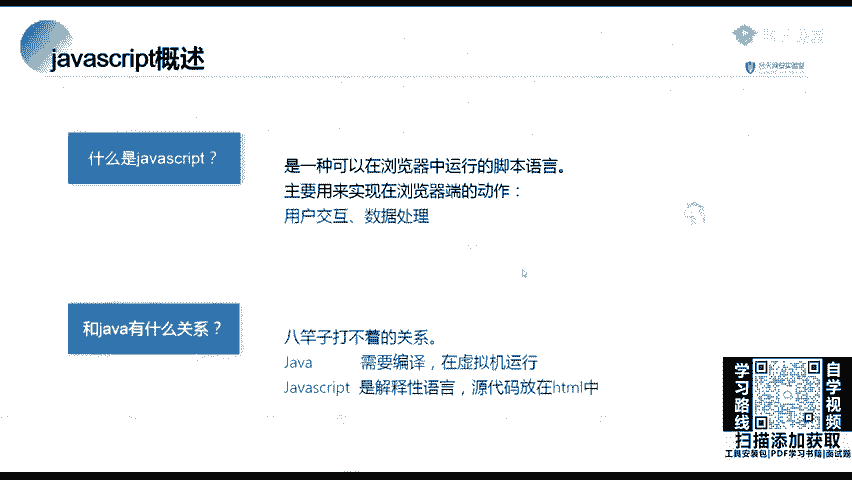 javascript概述
什么是javascript？
是一种可以在浏览器中运行的脚本语言。
主要用来实现在浏览器端的动作：
用户交互、数据处理
和java有什么关系？
八竿子打不着的关系。
Java 需要编译，在虚拟机运行
Javascript 是解释性语言，源代码放在html中
学习路线
自学视频
扫描添加获取
工具安装包|PDF学习书籍|面试题